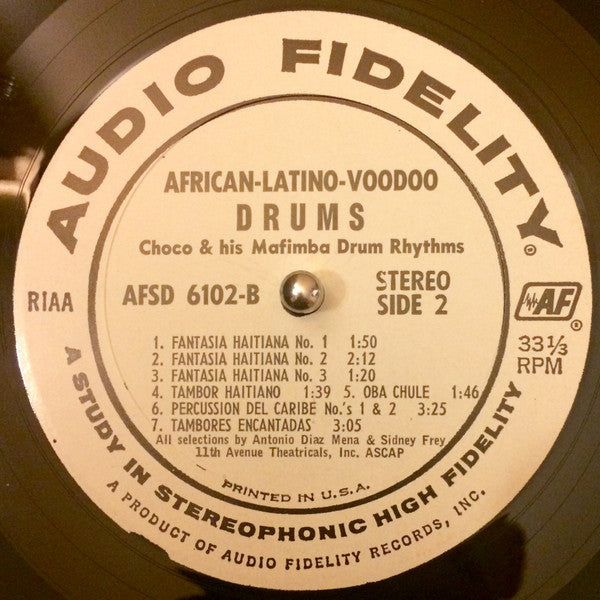 AUDIO FIDELITY®
AFRICAN-LATINO-VOODOO
DRUMS
Choco & his Mafimba Drum Rhythms
RIAA
AFSD 6102-B
STEREO
SIDE 2
AF®
33 1/3
RPM
1. FANTASIA HAITIANA No. 1 1:50
2. FANTASIA HAITIANA No. 2 2:12
3. FANTASIA HAITIANA No. 3 1:20
4. TAMBOR HAITIANO 1:39 5. OBA CHULE 1:46
6. PERCUSSION DEL CARIBE No.'s 1 & 2 3:25
7. TAMBORES ENCANTADAS 3:05
All selections by Antonio Diaz Mena & Sidney Frey
11th Avenue Theatricals, Inc. ASCAP
PRINTED IN U.S.A.
A STUDY IN STEREOPHONIC HIGH FIDELITY
A PRODUCT OF AUDIO FIDELITY RECORDS, INC.